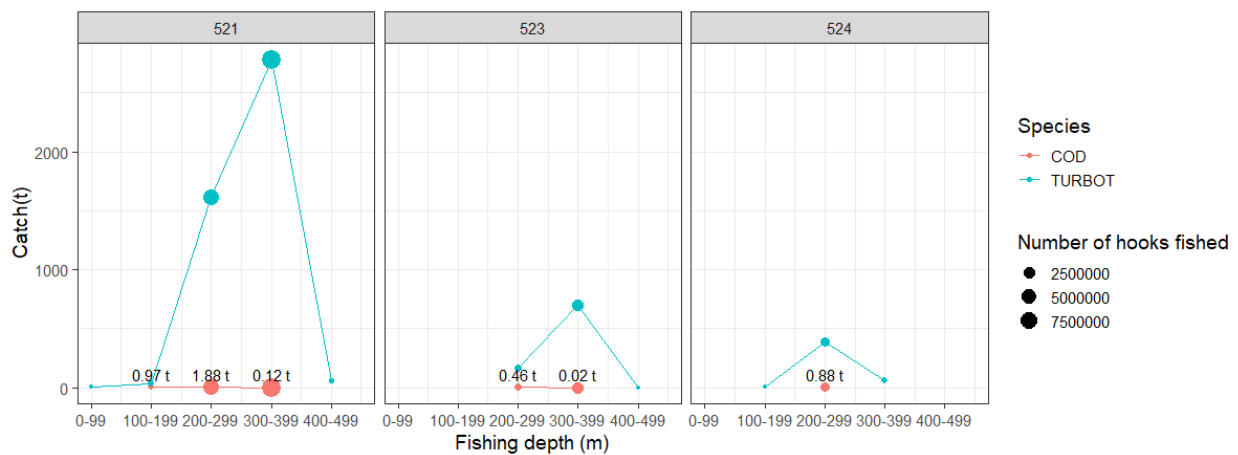 521 523 524
Catch(t)
2000
1000
0
0.97 t 1.88 t 0.12 t 0.46 t 0.02 t 0.88 t
0-99 100-199 200-299 300-399 400-499 0-99 100-199 200-299 300-399 400-499 0-99 100-199 200-299 300-399 400-499
Fishing depth (m)
Species
COD
TURBOT
Number of hooks fished
2500000
5000000
7500000